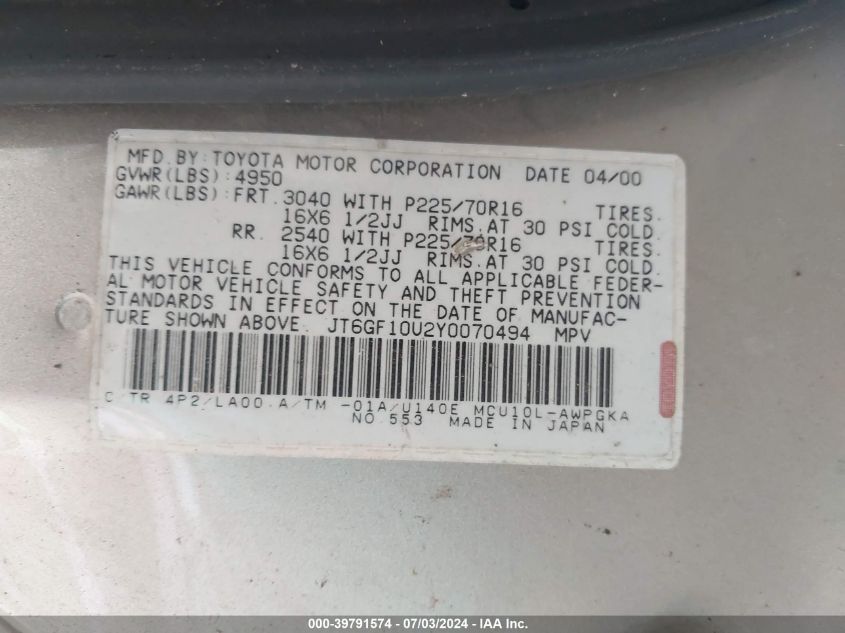 MFD. BY: TOYOTA MOTOR CORPORATION DATE 04/00
GVWR(LBS): 4950
GAWR(LBS): FRT. 3040 WITH P225/70R16 TIRES.
16X6 1/2JJ RIMS. AT 30 PSI COLD.
RR. 2540 WITH P225/70R16 TIRES.
16X6 1/2JJ RIMS. AT 30 PSI COLD.
THIS VEHICLE CONFORMS TO ALL APPLICABLE FEDER-
AL MOTOR VEHICLE SAFETY AND THEFT PREVENTION
STANDARDS IN EFFECT ON THE DATE OF MANUFAC-
TURE SHOWN ABOVE. JT6GF10U2Y0070494 MPV
C/TR 4P2/LA00 A/TM -01A/U140E MCU10L-AWPGKA
NO.553 MADE IN JAPAN
000-39791574 - 07/03/2024 - IAA Inc.